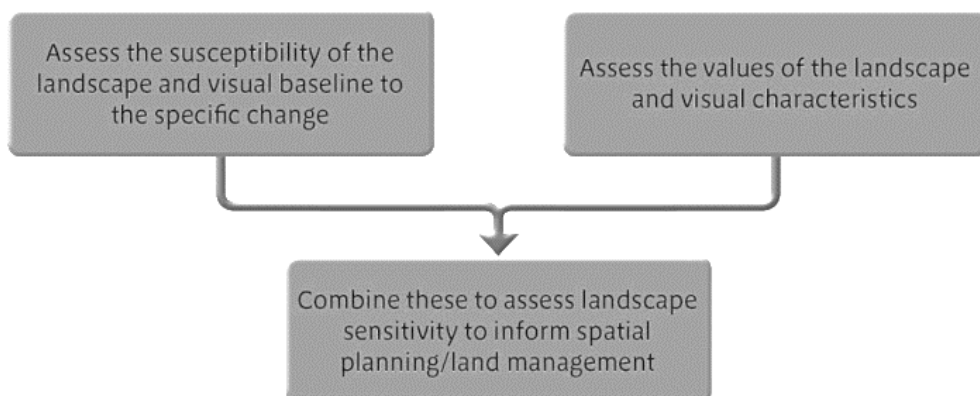 Assess the susceptibility of the
landscape and visual baseline to
the specific change
Assess the values of the landscape
and visual characteristics
Combine these to assess landscape
sensitivity to inform spatial
planning/land management